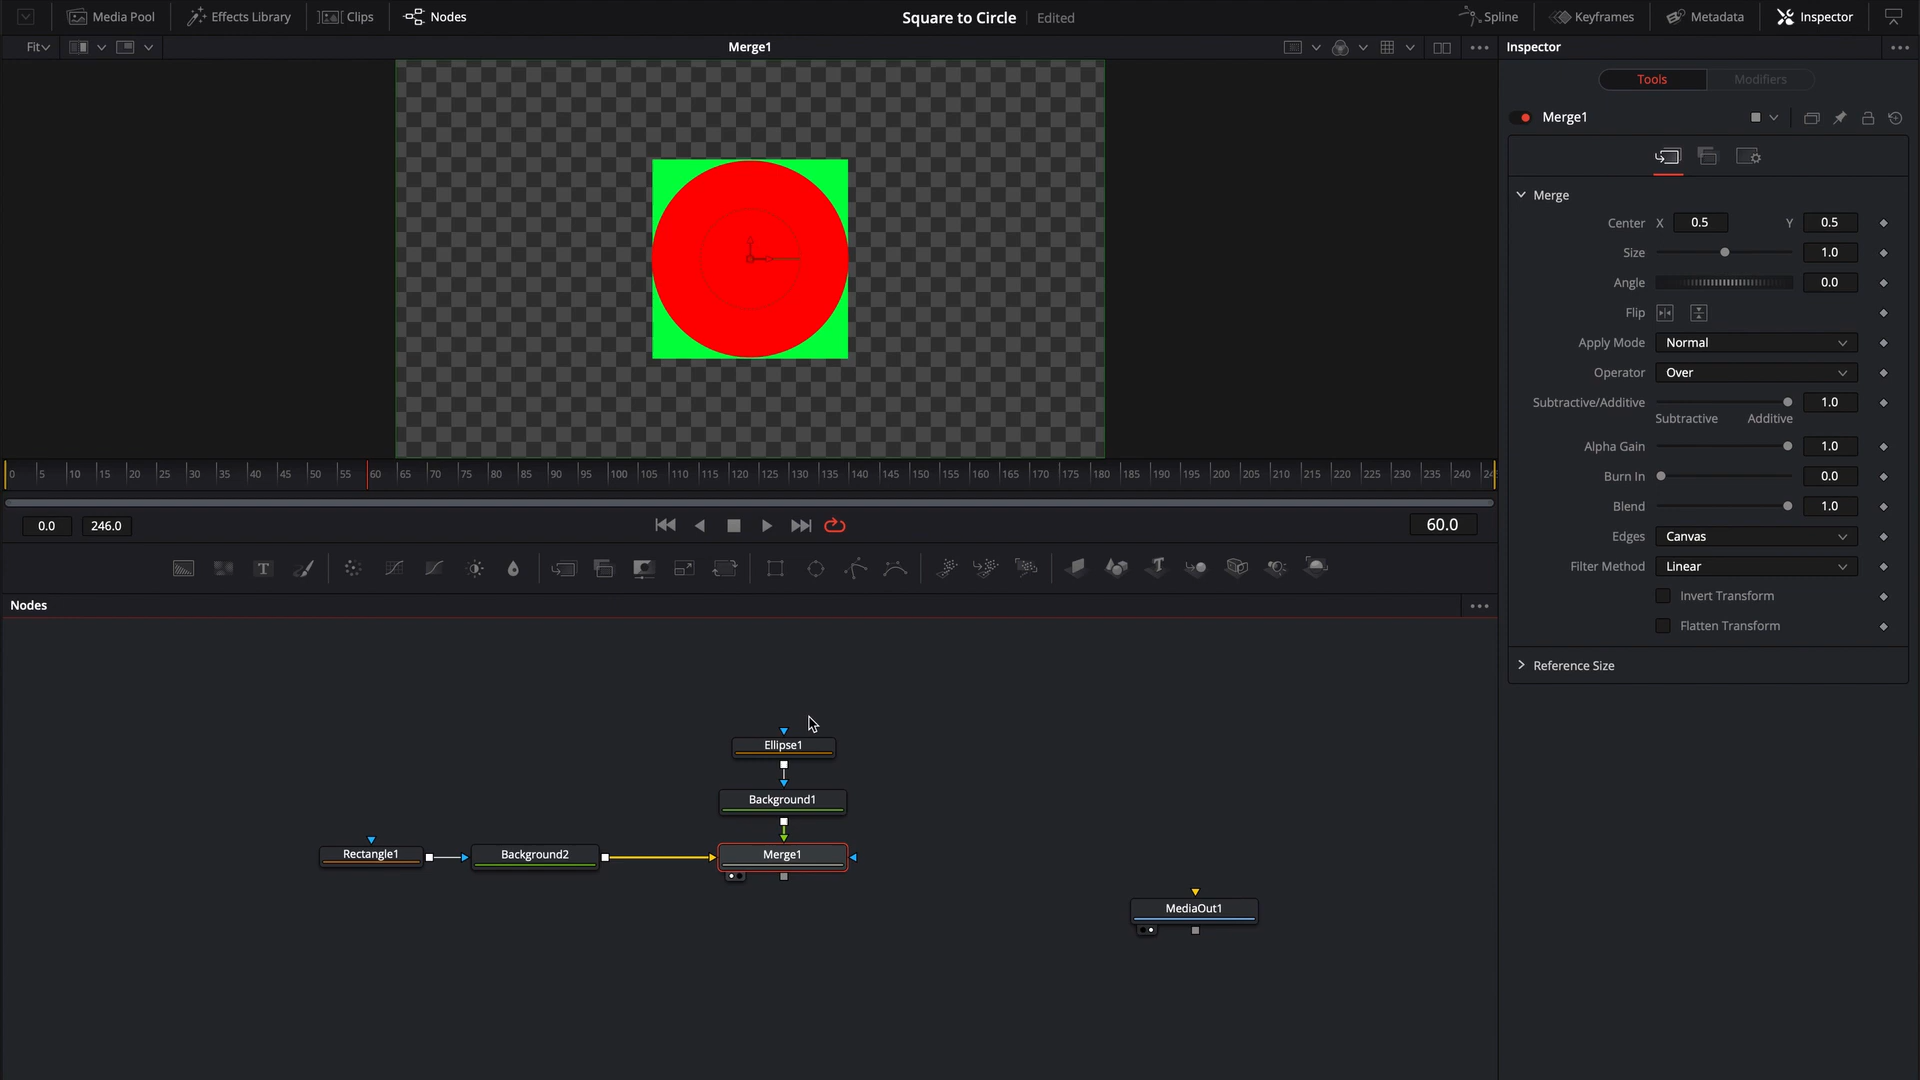 Media Pool Effects Library Clips Nodes Square to Circle Edited Spline Keyframes Metadata Inspector
Fit Merge1 Inspector
Tools Modifiers
Merge1
Merge
Center X 0.5 Y 0.5
Size 1.0
Angle 0.0
Flip
Apply Mode Normal
Operator Over
Subtractive/Additive 1.0
Subtractive Additive
Alpha Gain 1.0
Burn In 0.0
Blend 1.0
Edges Canvas
Filter Method Linear
Invert Transform
Flatten Transform
Reference Size
0 5 10 15 20 25 30 35 40 45 50 55 60 65 70 75 80 85 90 95 100 105 110 115 120 125 130 135 140 145 150 155 160 165 170 175 180 185 190 195 200 205 210 215 220 225 230 235 240 24
0.0 246.0 60.0
T
Nodes
Ellipse1
Background1
Rectangle1 Background2 Merge1
MediaOut1